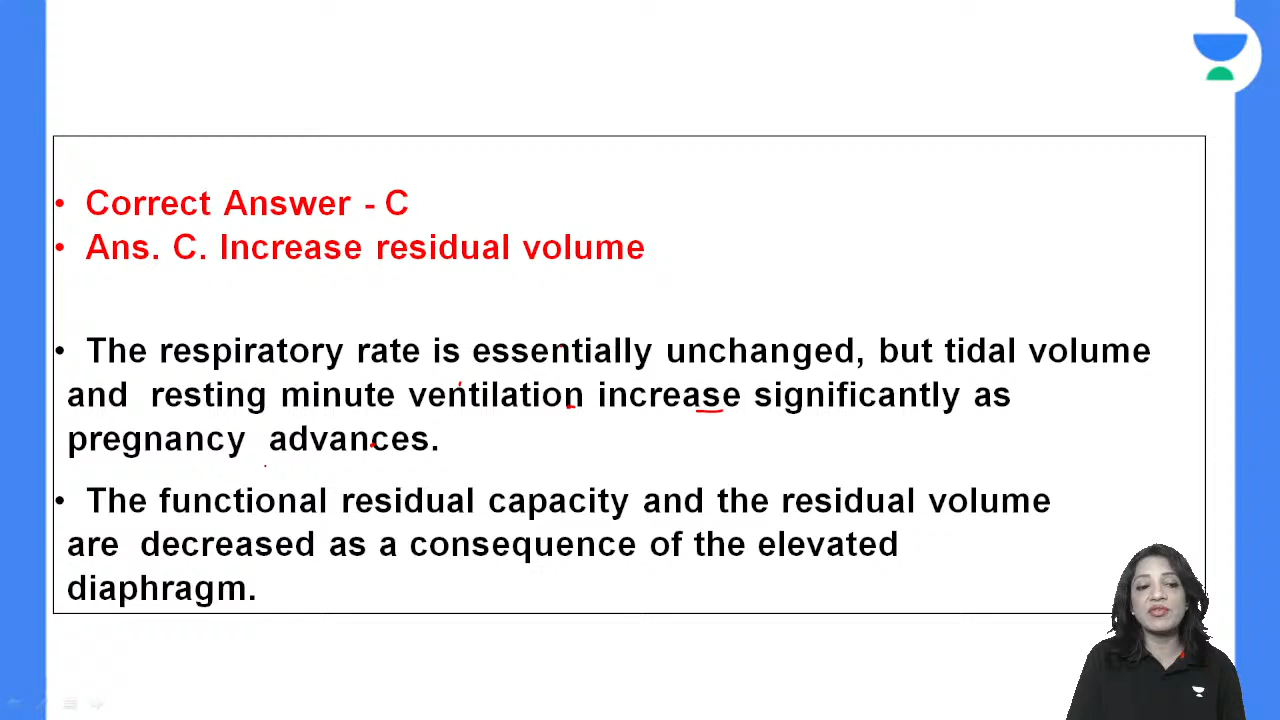 • Correct Answer - C
• Ans. C. Increase residual volume
• The respiratory rate is essentially unchanged, but tidal volume
and resting minute ventilation increase significantly as
pregnancy advances.
• The functional residual capacity and the residual volume
are decreased as a consequence of the elevated
diaphragm.